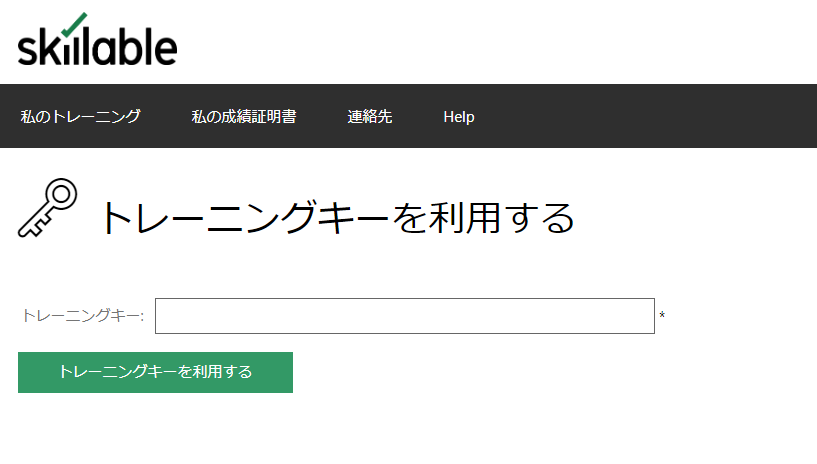 skillable
私のトレーニング 私の成績証明書 連絡先 Help
トレーニングキーを利用する
トレーニングキー: *
トレーニングキーを利用する